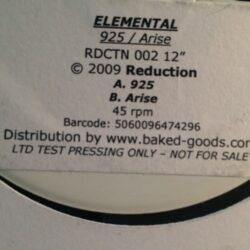 ELEMENTAL
925 / Arise
RDCTN 002 12"
© 2009 Reduction
A. 925
B. Arise
45 rpm
Barcode: 5060096474296
Distribution by www.baked-goods.com
LTD TEST PRESSING ONLY – NOT FOR SALE